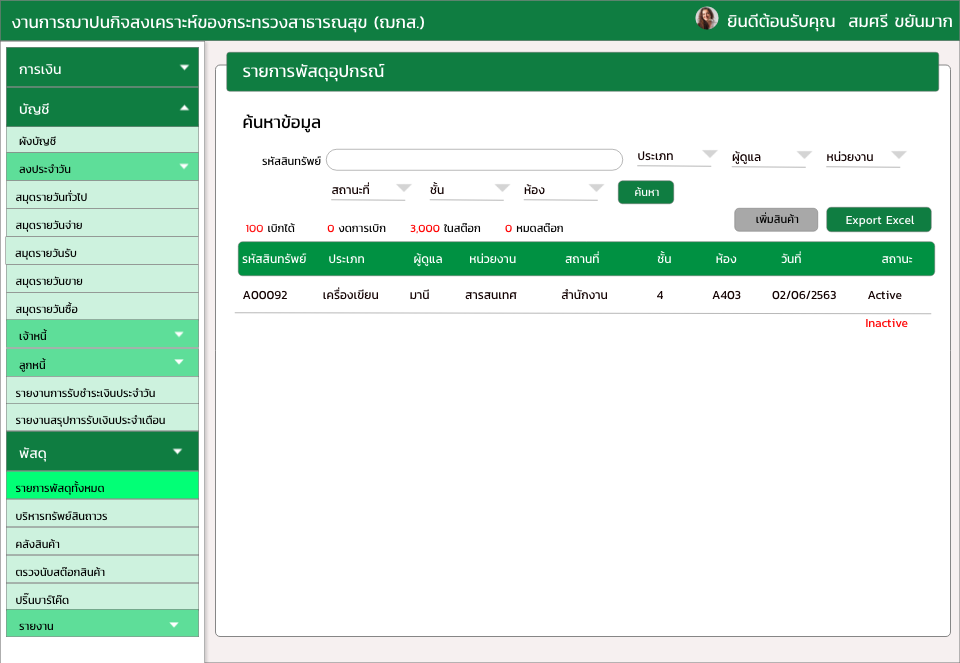 งานการฌาปนกิจสงเคราะห์ของกระทรวงสาธารณสุข (ฌกส.)
ยินดีต้อนรับคุณ สมศรี ขยันมาก
การเงิน
บัญชี
ผังบัญชี
ลงประจำวัน
สมุดรายวันทั่วไป
สมุดรายวันจ่าย
สมุดรายวันรับ
สมุดรายวันขาย
สมุดรายวันซื้อ
เจ้าหนี้
ลูกหนี้
รายงานการรับชำระเงินประจำวัน
รายงานสรุปการรับเงินประจำเดือน
พัสดุ
รายการพัสดุทั้งหมด
บริหารทรัพย์สินถาวร
คลังสินค้า
ตรวจนับสต๊อกสินค้า
ปริ๊นบาร์โค๊ด
รายงาน
รายการพัสดุอุปกรณ์
ค้นหาข้อมูล
รหัสสินทรัพย์ ประเภท ผู้ดูแล หน่วยงาน
สถานะที่ ชั้น ห้อง ค้นหา
เพิ่มสินค้า Export Excel
100 เบิกได้ 0 งดการเบิก 3,000 ในสต๊อก 0 หมดสต๊อก
รหัสสินทรัพย์ ประเภท ผู้ดูแล หน่วยงาน สถานที่ ชั้น ห้อง วันที่ สถานะ
A00092 เครื่องเขียน มานี สารสนเทศ สำนักงาน 4 A403 02/06/2563 Active
Inactive